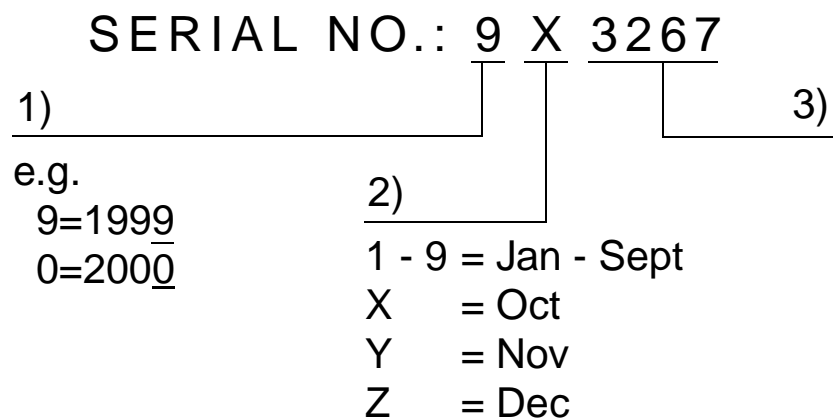 SERIAL NO.: 9 X 3267
1)
3)
e.g.
9=1999
0=2000
2)
1 - 9 = Jan - Sept
X = Oct
Y = Nov
Z = Dec